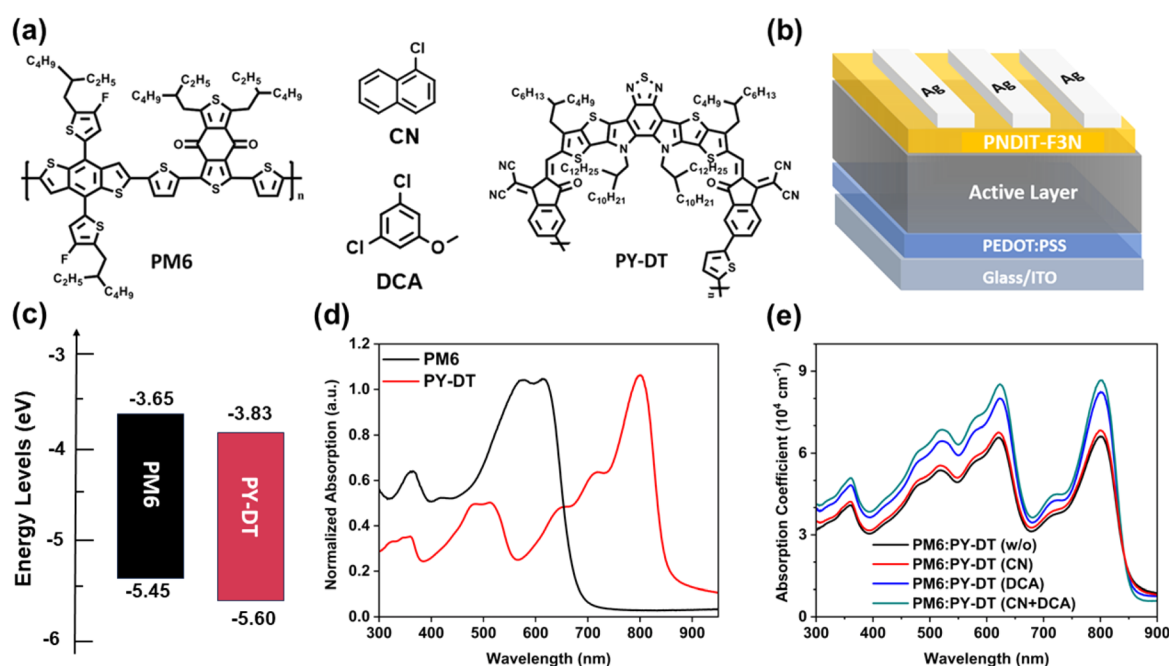 (a)
C4H9
C2H5
F
S
C2H5
C4H9
C2H5
C4H9
S
O
O
S
S
S
S
S
n
F
S
C2H5
C4H9
PM6
Cl
CN
Cl
Cl
O
DCA
N
S
N
C6H13
C4H9
C4H9
C6H13
S
S
S
S
N
N
NC
CN
O
C12H25
C10H21
C12H25
C10H21
O
CN
CN
S
n
PY-DT
(b)
Ag
Ag
Ag
PNDIT-F3N
Active Layer
PEDOT:PSS
Glass/ITO
(c)
Energy Levels (eV)
-3
-4
-5
-6
-3.65
PM6
-5.45
-3.83
PY-DT
-5.60
(d)
Normalized Absorption (a.u.)
1.2
1.0
0.8
0.6
0.4
0.2
0.0
PM6
PY-DT
300 400 500 600 700 800 900
Wavelength (nm)
(e)
Absorption Coefficient (10⁴ cm⁻¹)
9
6
3
0
PM6:PY-DT (w/o)
PM6:PY-DT (CN)
PM6:PY-DT (DCA)
PM6:PY-DT (CN+DCA)
300 400 500 600 700 800 900
Wavelength (nm)